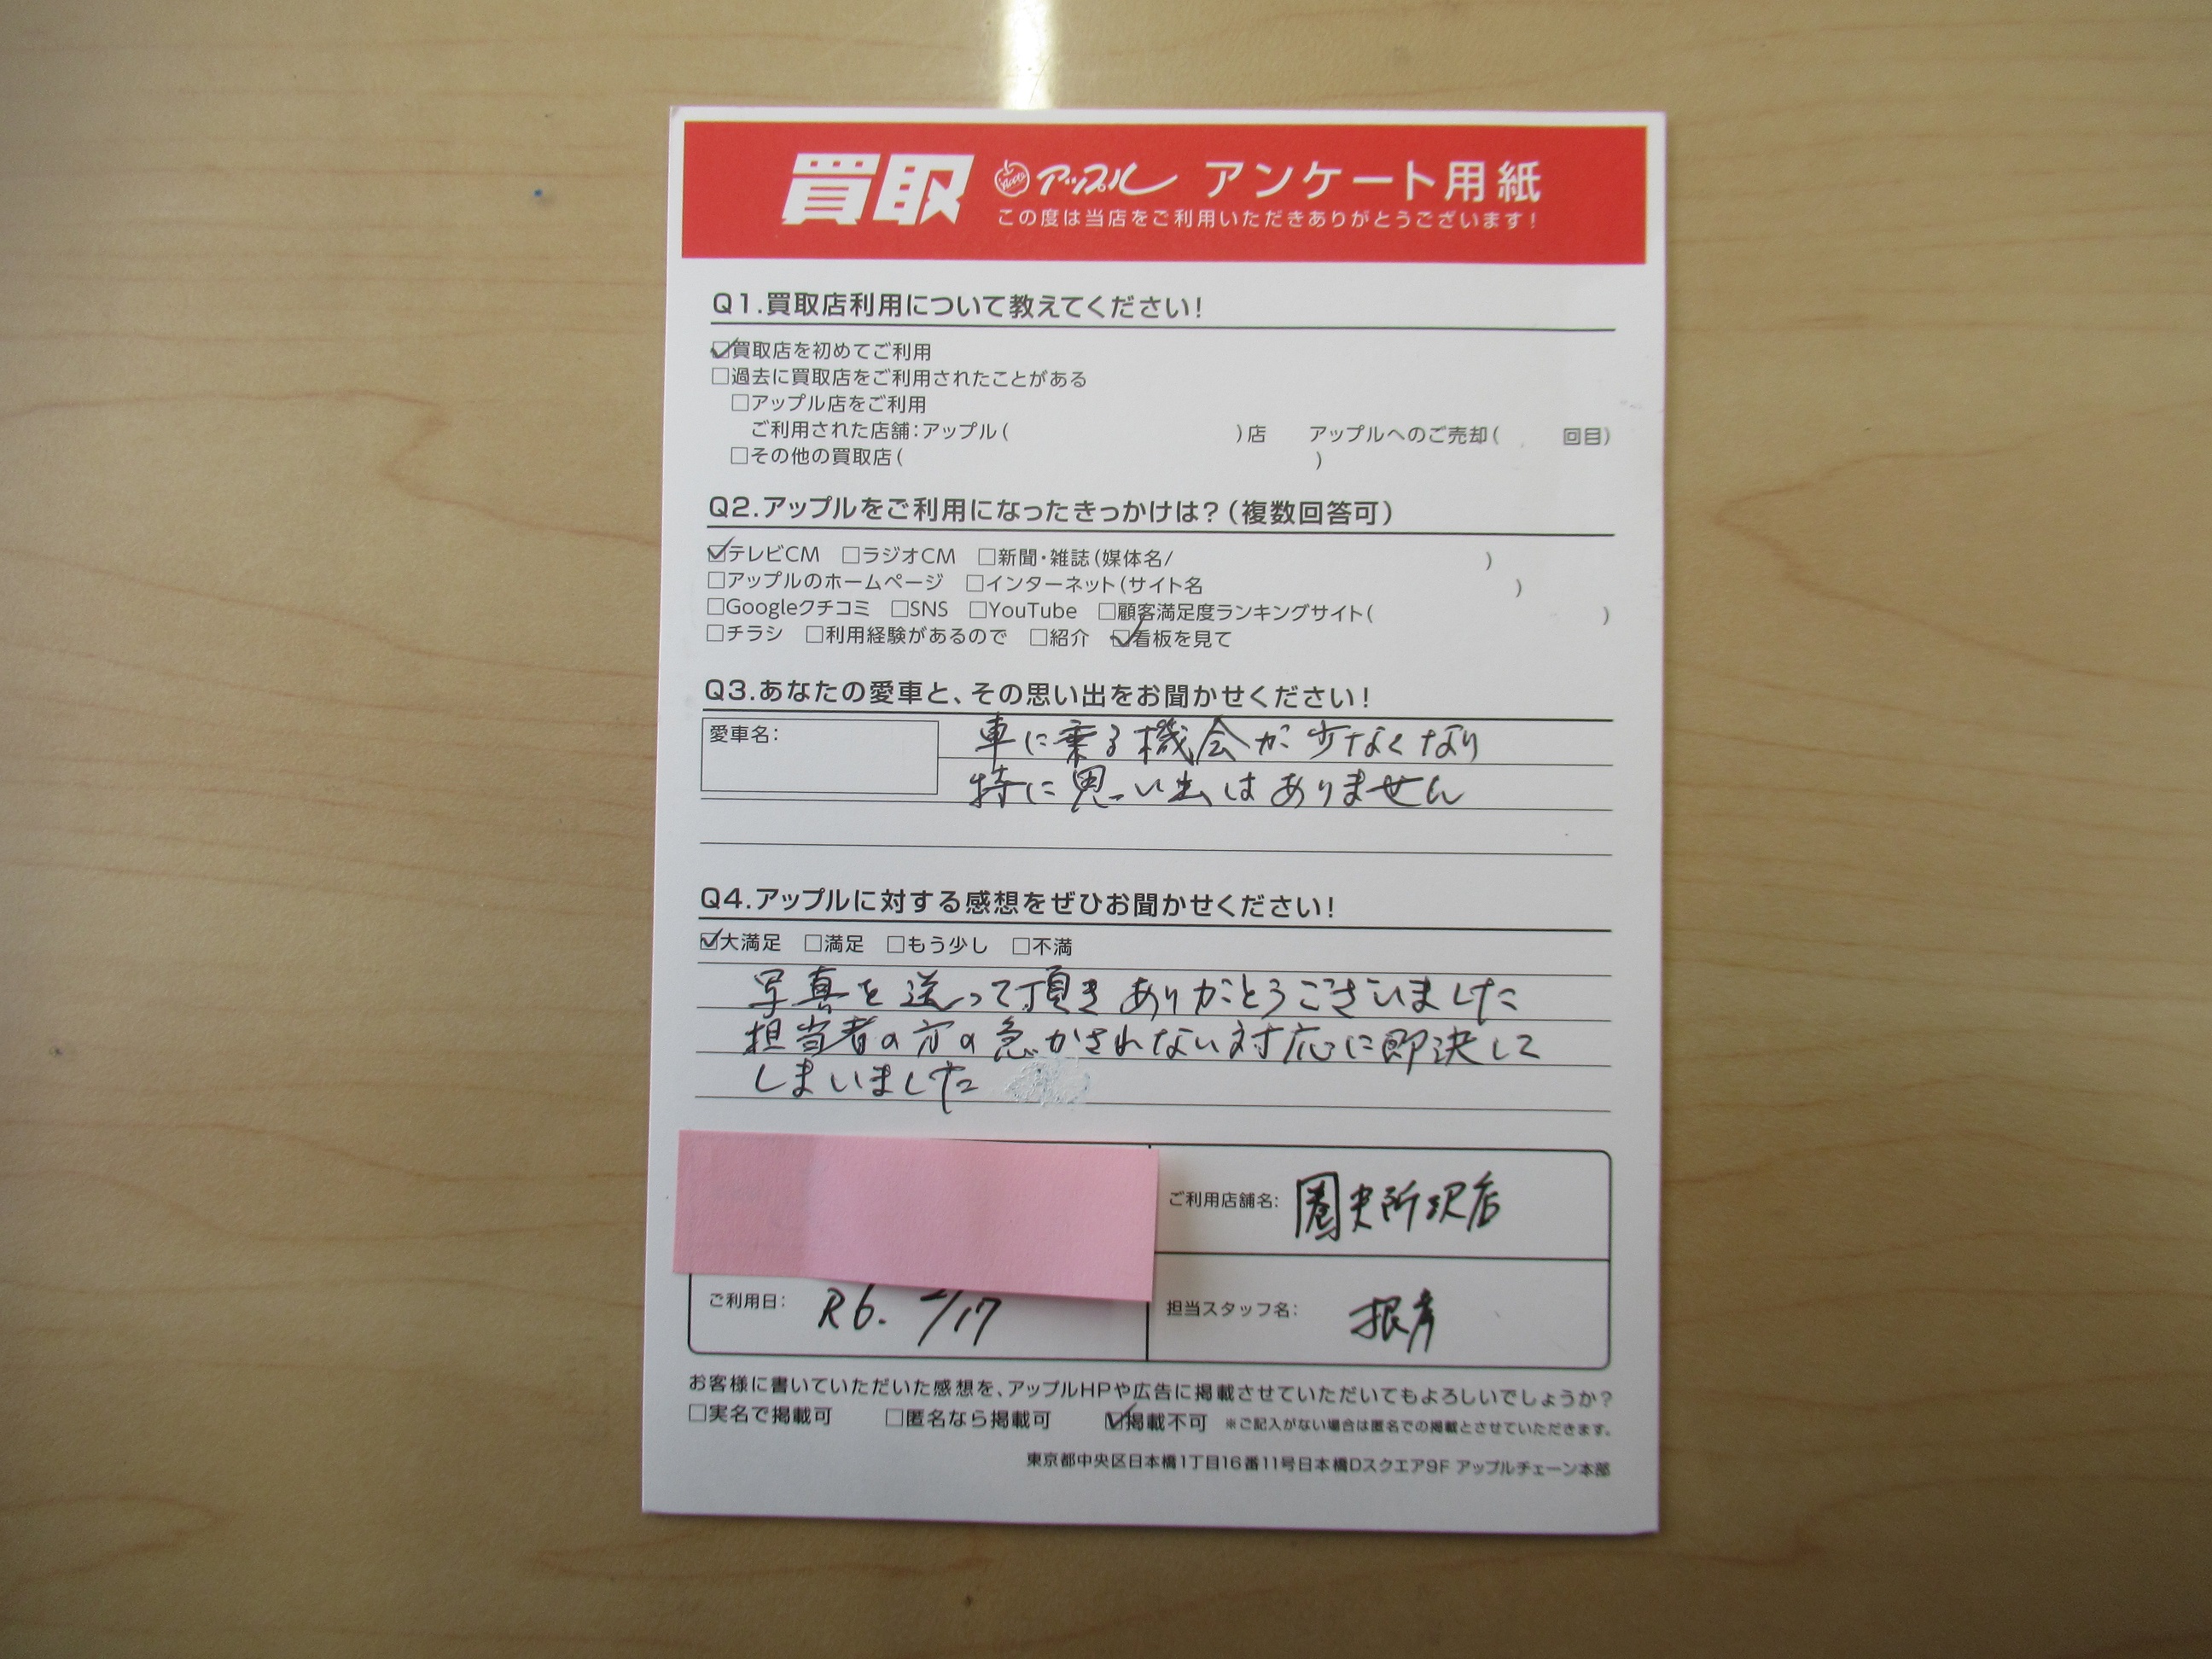 買取 アップル アンケート用紙
この度は当店をご利用いただきありがとうございます!
Q1.買取店利用について教えてください!
☑買取店を初めてご利用
□過去に買取店をご利用されたことがある
□アップル店をご利用
ご利用された店舗:アップル( )店 アップルへのご売却( 回目)
□その他の買取店( )
Q2.アップルをご利用になったきっかけは?(複数回答可)
☑テレビCM □ラジオCM □新聞・雑誌(媒体名/ )
□アップルのホームページ □インターネット(サイト名 )
□Googleクチコミ □SNS □YouTube □顧客満足度ランキングサイト( )
□チラシ □利用経験があるので □紹介 ☑看板を見て
Q3.あなたの愛車と、その思い出をお聞かせください!
愛車名:
車に乗る機会が少なくなり
特に思い出はありません
Q4.アップルに対する感想をぜひお聞かせください!
☑大満足 □満足 □もう少し □不満
写真を送って頂きありがとうございました
担当者の方の急かされない対応に即決して
しまいました
ご利用店舗名: 圏央所沢店
ご利用日: R6. /17
担当スタッフ名:
お客様に書いていただいた感想を、アップルHPや広告に掲載させていただいてもよろしいでしょうか?
□実名で掲載可 □匿名なら掲載可 ☑掲載不可 ※ご記入がない場合は匿名での掲載とさせていただきます。
東京都中央区日本橋1丁目16番11号日本橋Dスクエア9F アップルチェーン本部